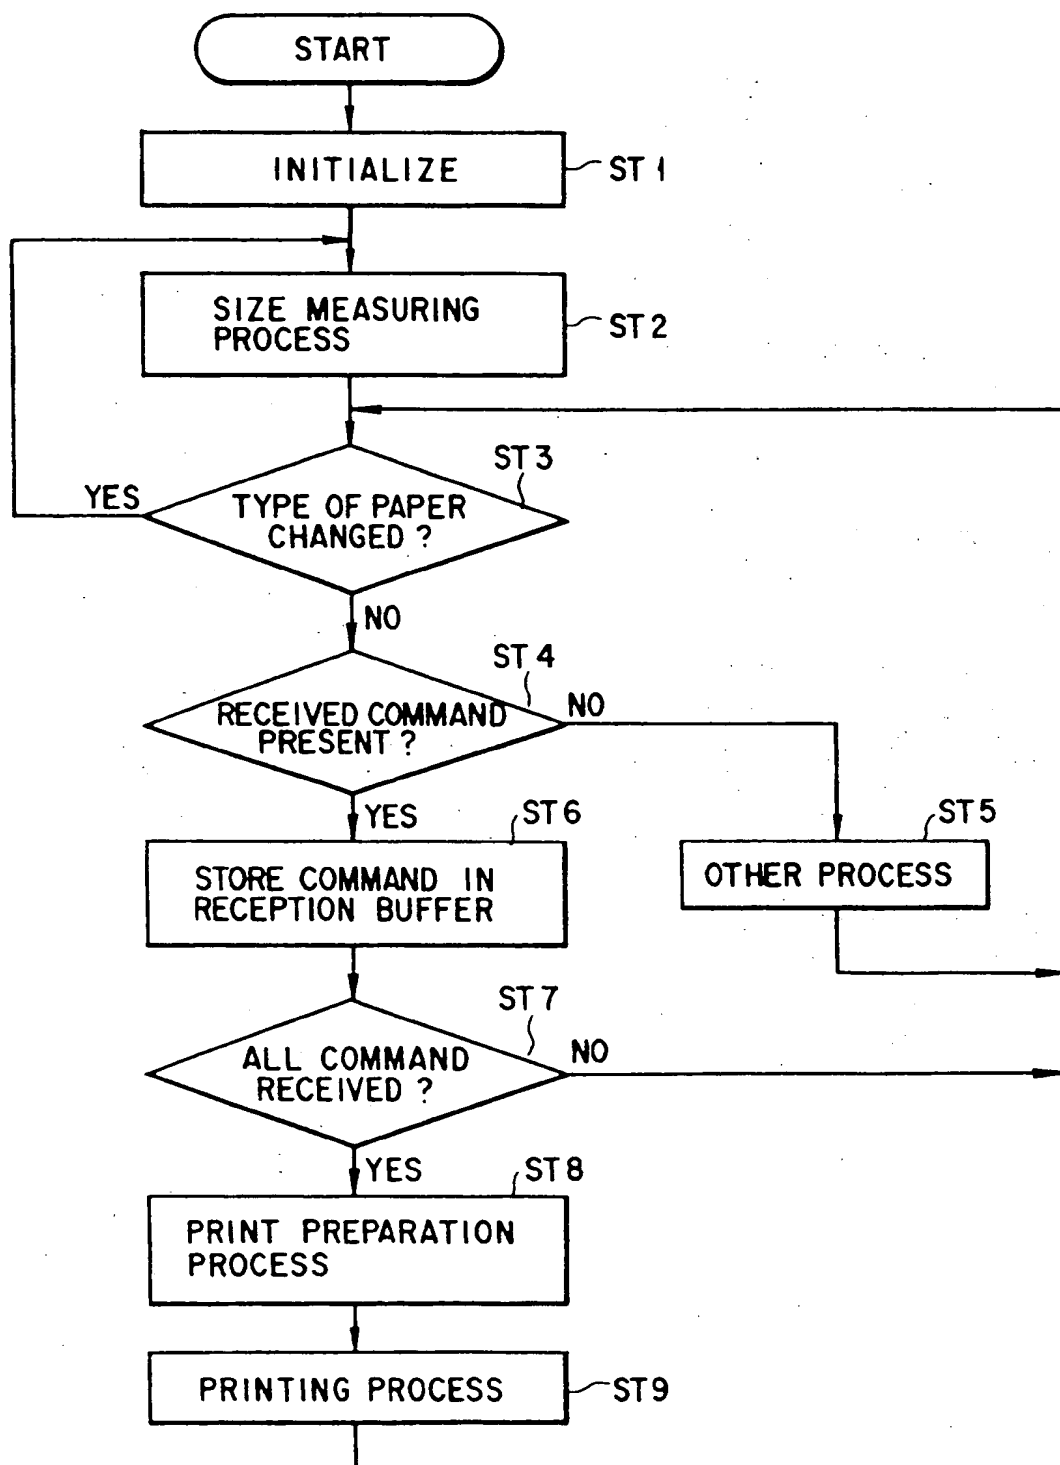 START
INITIALIZE
ST1
SIZE MEASURING
PROCESS
ST2
ST3
YES
TYPE OF PAPER
CHANGED ?
NO
ST4
RECEIVED COMMAND
PRESENT ?
NO
YES
ST6
ST5
STORE COMMAND IN
RECEPTION BUFFER
OTHER PROCESS
ST7
ALL COMMAND
RECEIVED ?
NO
YES
ST8
PRINT PREPARATION
PROCESS
PRINTING PROCESS
ST9